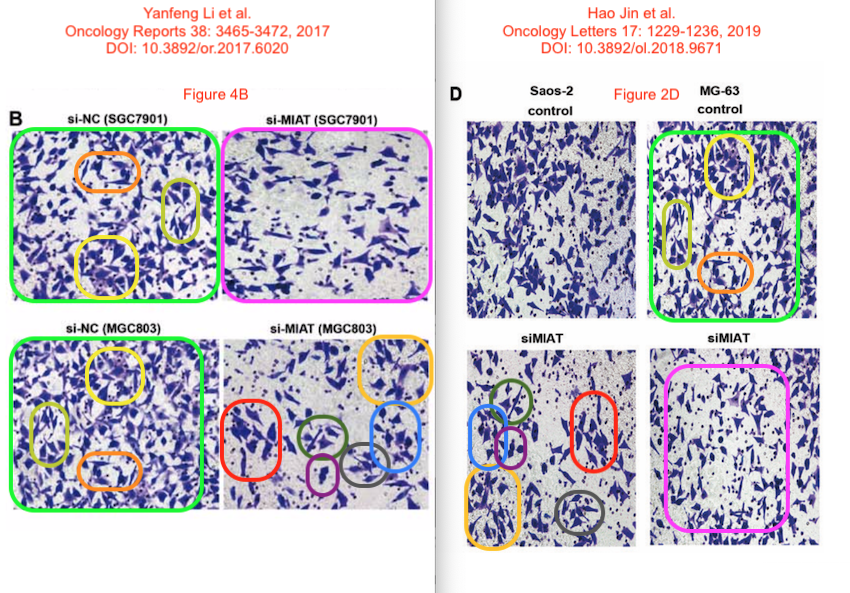 Yanfeng Li et al.
Oncology Reports 38: 3465-3472, 2017
DOI: 10.3892/or.2017.6020
Figure 4B
B
si-NC (SGC7901)
si-MIAT (SGC7901)
si-NC (MGC803)
si-MIAT (MGC803)
Hao Jin et al.
Oncology Letters 17: 1229-1236, 2019
DOI: 10.3892/ol.2018.9671
D
Saos-2
control
Figure 2D
MG-63
control
siMIAT
siMIAT